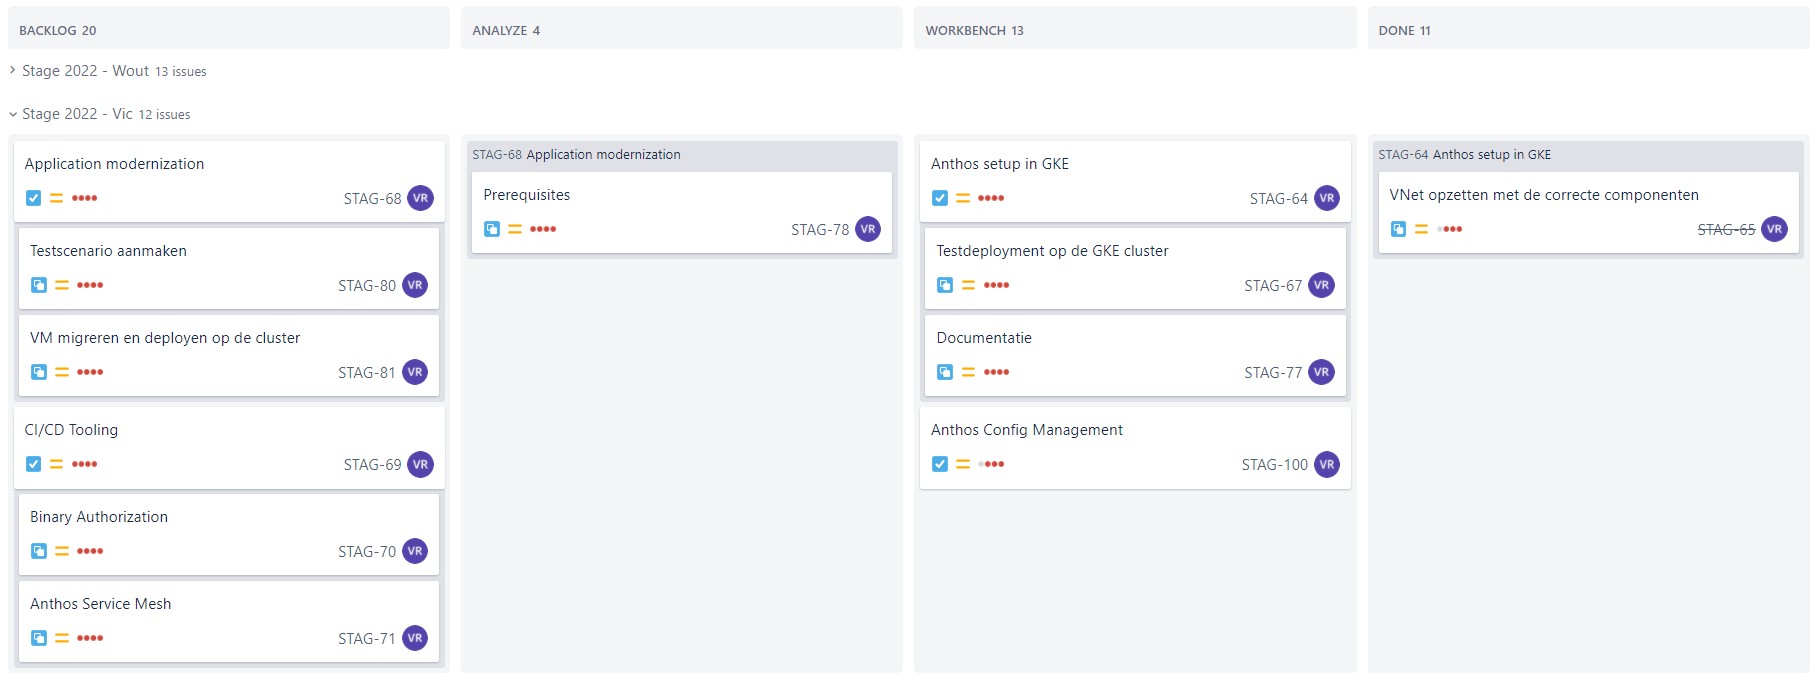 BACKLOG 20
ANALYZE 4
WORKBENCH 13
DONE 11
Stage 2022 - Wout 13 issues
Stage 2022 - Vic 12 issues
Application modernization
STAG-68 VR
Testscenario aanmaken
STAG-80 VR
VM migreren en deployen op de cluster
STAG-81 VR
CI/CD Tooling
STAG-69 VR
Binary Authorization
STAG-70 VR
Anthos Service Mesh
STAG-71 VR
STAG-68 Application modernization
Prerequisites
STAG-78 VR
Anthos setup in GKE
STAG-64 VR
Testdeployment op de GKE cluster
STAG-67 VR
Documentatie
STAG-77 VR
Anthos Config Management
STAG-100 VR
STAG-64 Anthos setup in GKE
VNet opzetten met de correcte componenten
STAG-65 VR